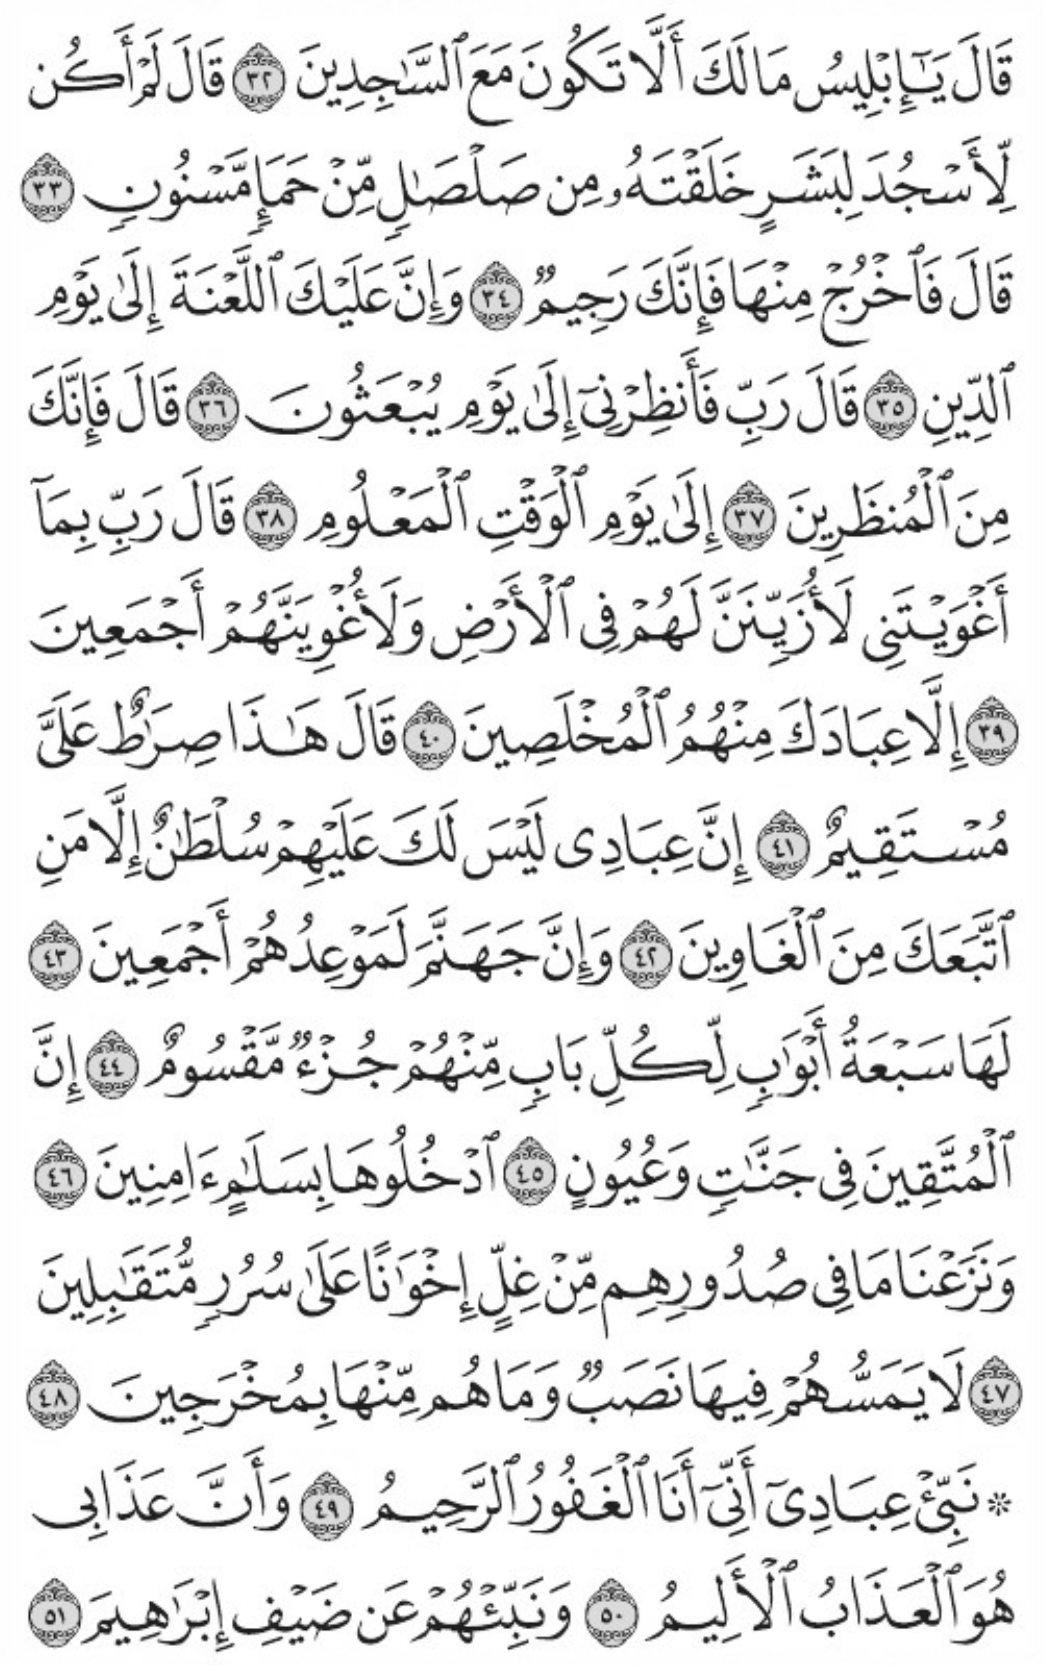 قَالَ يَٰٓإِبۡلِيسُ مَا لَكَ أَلَّا تَكُونَ مَعَ ٱلسَّٰجِدِينَ ٣٢ قَالَ لَمۡ أَكُن
لِّأَسۡجُدَ لِبَشَرٍ خَلَقۡتَهُۥ مِن صَلۡصَٰلٖ مِّنۡ حَمَإٖ مَّسۡنُونٖ ٣٣
قَالَ فَٱخۡرُجۡ مِنۡهَا فَإِنَّكَ رَجِيمٞ ٣٤ وَإِنَّ عَلَيۡكَ ٱللَّعۡنَةَ إِلَىٰ يَوۡمِ
ٱلدِّينِ ٣٥ قَالَ رَبِّ فَأَنظِرۡنِيٓ إِلَىٰ يَوۡمِ يُبۡعَثُونَ ٣٦ قَالَ فَإِنَّكَ
مِنَ ٱلۡمُنظَرِينَ ٣٧ إِلَىٰ يَوۡمِ ٱلۡوَقۡتِ ٱلۡمَعۡلُومِ ٣٨ قَالَ رَبِّ بِمَآ
أَغۡوَيۡتَنِي لَأُزَيِّنَنَّ لَهُمۡ فِي ٱلۡأَرۡضِ وَلَأُغۡوِيَنَّهُمۡ أَجۡمَعِينَ
٣٩ إِلَّا عِبَادَكَ مِنۡهُمُ ٱلۡمُخۡلَصِينَ ٤٠ قَالَ هَٰذَا صِرَٰطٌ عَلَيَّ
مُسۡتَقِيمٌ ٤١ إِنَّ عِبَادِي لَيۡسَ لَكَ عَلَيۡهِمۡ سُلۡطَٰنٌ إِلَّا مَنِ
ٱتَّبَعَكَ مِنَ ٱلۡغَاوِينَ ٤٢ وَإِنَّ جَهَنَّمَ لَمَوۡعِدُهُمۡ أَجۡمَعِينَ ٤٣
لَهَا سَبۡعَةُ أَبۡوَٰبٖ لِّكُلِّ بَابٖ مِّنۡهُمۡ جُزۡءٞ مَّقۡسُومٌ ٤٤ إِنَّ
ٱلۡمُتَّقِينَ فِي جَنَّٰتٖ وَعُيُونٍ ٤٥ ٱدۡخُلُوهَا بِسَلَٰمٍ ءَامِنِينَ ٤٦
وَنَزَعۡنَا مَا فِي صُدُورِهِم مِّنۡ غِلٍّ إِخۡوَٰنًا عَلَىٰ سُرُرٖ مُّتَقَٰبِلِينَ
٤٧ لَا يَمَسُّهُمۡ فِيهَا نَصَبٞ وَمَا هُم مِّنۡهَا بِمُخۡرَجِينَ ٤٨
۞ نَبِّئۡ عِبَادِيٓ أَنِّيٓ أَنَا ٱلۡغَفُورُ ٱلرَّحِيمُ ٤٩ وَأَنَّ عَذَابِي
هُوَ ٱلۡعَذَابُ ٱلۡأَلِيمُ ٥٠ وَنَبِّئۡهُمۡ عَن ضَيۡفِ إِبۡرَٰهِيمَ ٥١